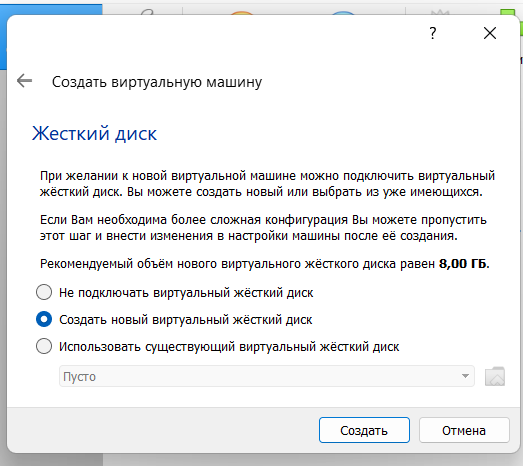 ?
Создать виртуальную машину
Жесткий диск
При желании к новой виртуальной машине можно подключить виртуальный
жёсткий диск. Вы можете создать новый или выбрать из уже имеющихся.
Если Вам необходима более сложная конфигурация Вы можете пропустить
этот шаг и внести изменения в настройки машины после её создания.
Рекомендуемый объём нового виртуального жёсткого диска равен 8,00 ГБ.
Не подключать виртуальный жёсткий диск
Создать новый виртуальный жёсткий диск
Использовать существующий виртуальный жёсткий диск
Пусто
Создать
Отмена